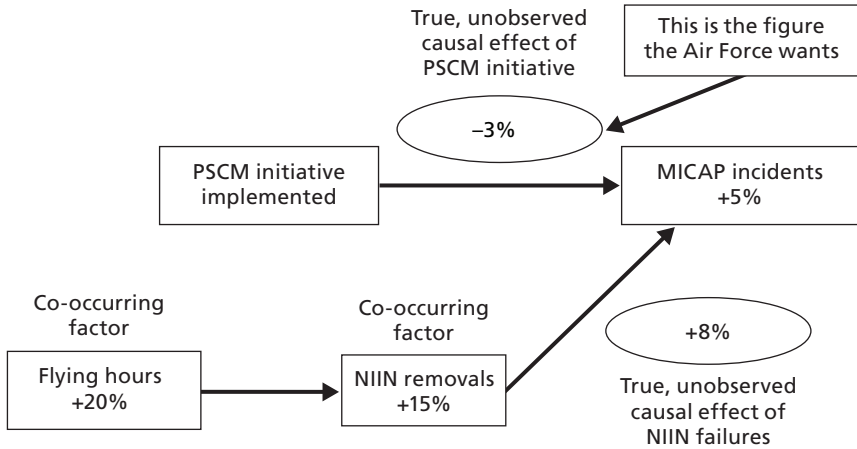 True, unobserved
causal effect of
PSCM initiative
This is the figure
the Air Force wants
–3%
PSCM initiative
implemented
MICAP incidents
+5%
Co-occurring
factor
Flying hours
+20%
Co-occurring
factor
NIIN removals
+15%
+8%
True, unobserved
causal effect of
NIIN failures